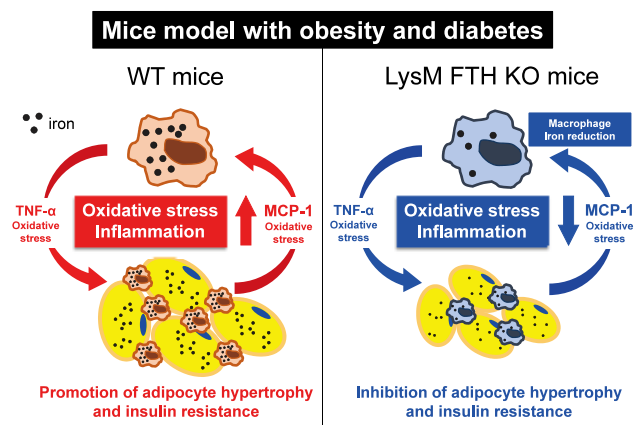 Mice model with obesity and diabetes
WT mice
iron
TNF-α
Oxidative
stress
Oxidative stress
Inflammation
MCP-1
Oxidative
stress
Promotion of adipocyte hypertrophy
and insulin resistance
LysM FTH KO mice
Macrophage
Iron reduction
TNF-α
Oxidative
stress
Oxidative stress
Inflammation
MCP-1
Oxidative
stress
Inhibition of adipocyte hypertrophy
and insulin resistance